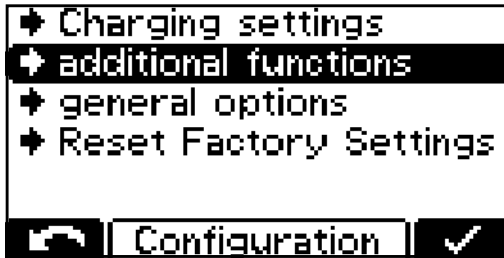 Charging settings
additional functions
general options
Reset Factory Settings
Configuration